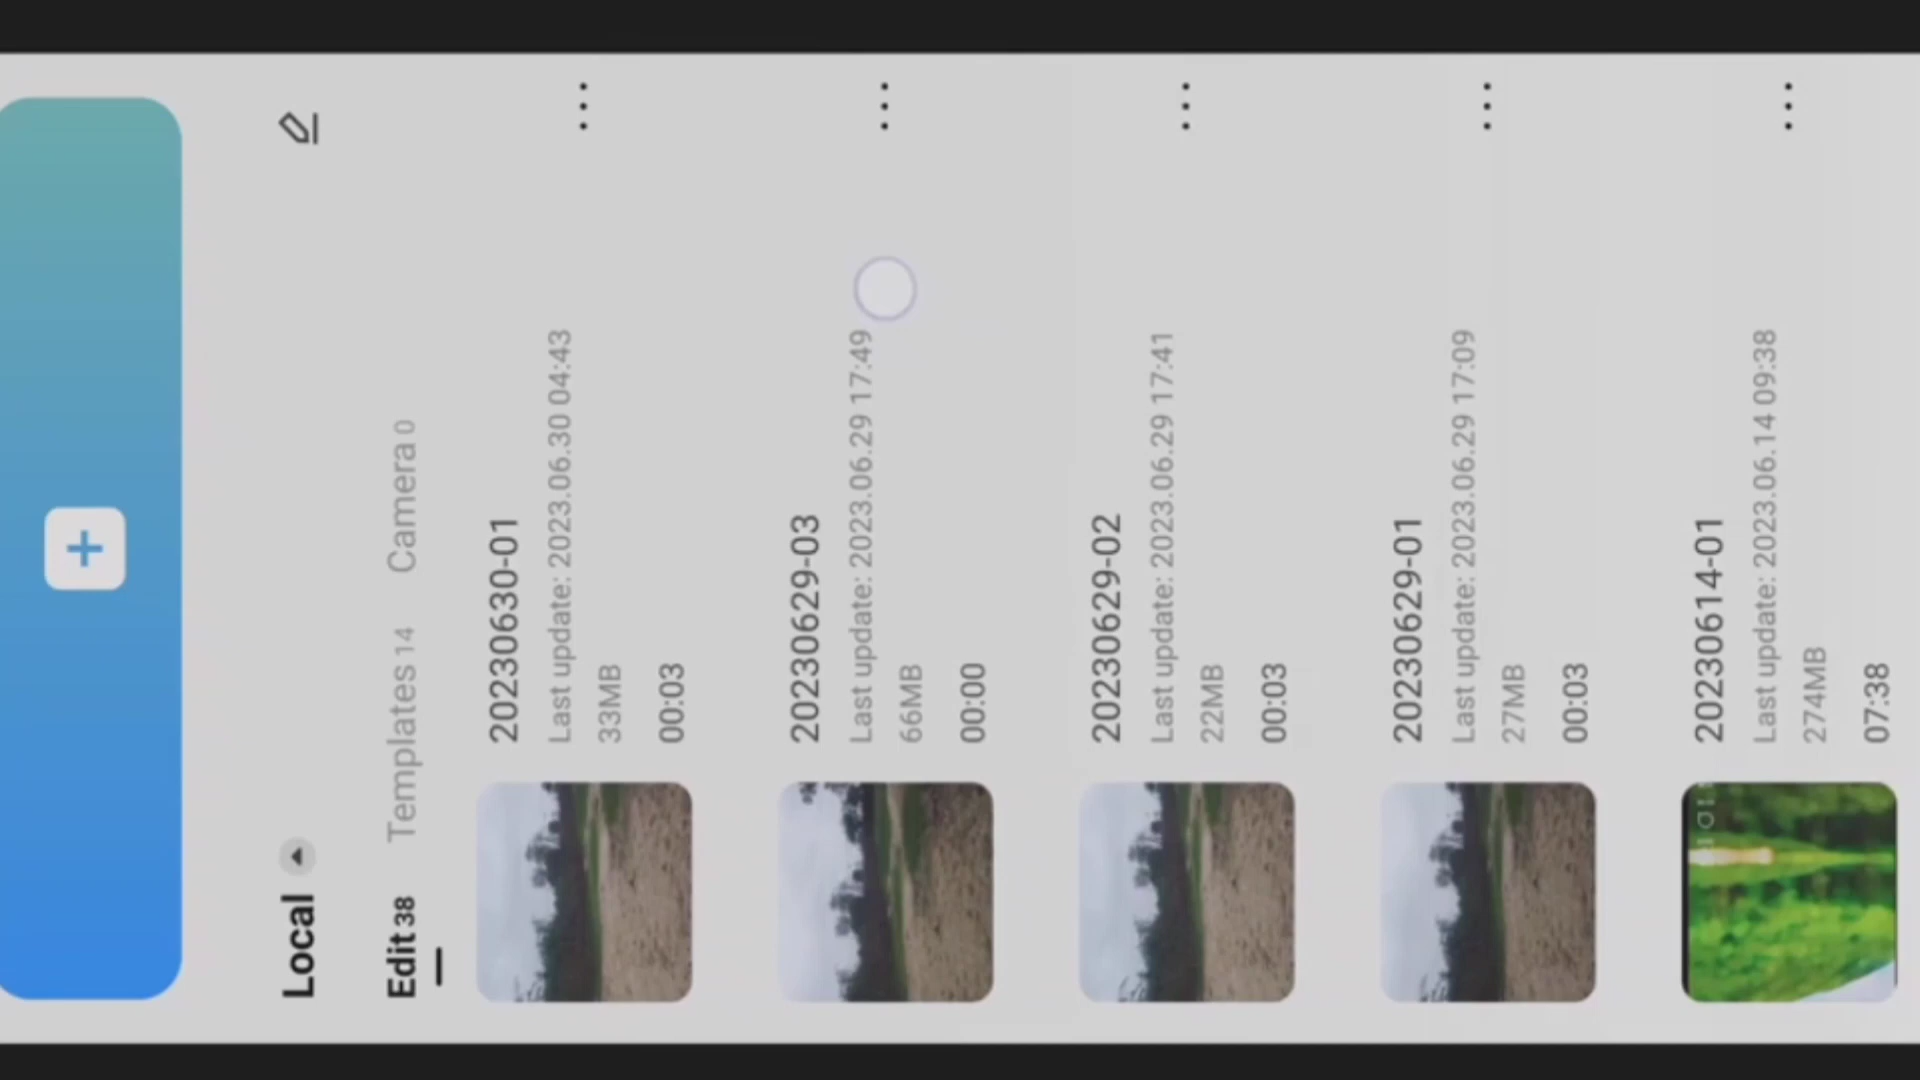 Local
Edit 38 Templates 14 Camera 0
20230630-01
Last update: 2023.06.30 04:43
33MB
00:03
20230629-03
Last update: 2023.06.29 17:49
66MB
00:00
20230629-02
Last update: 2023.06.29 17:41
22MB
00:03
20230629-01
Last update: 2023.06.29 17:09
27MB
00:03
20230614-01
Last update: 2023.06.14 09:38
274MB
07:38